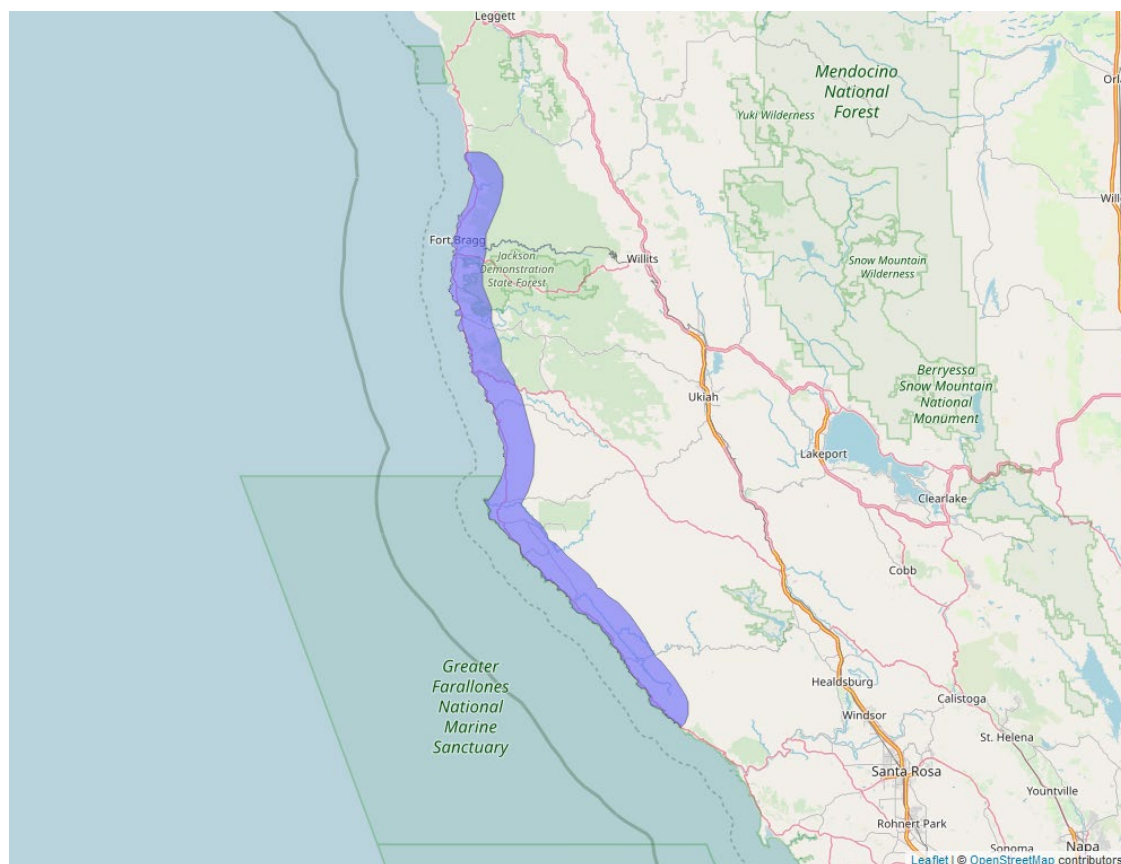 Leggett
Mendocino
National
Forest
Yuki Wilderness
Fort Bragg
Jackson
Demonstration
State Forest
Willits
Snow Mountain
Wilderness
Berryessa
Snow Mountain
National
Monument
Ukiah
Lakeport
Clearlake
Cobb
Greater
Farallones
National
Marine
Sanctuary
Healdsburg
Windsor
Calistoga
St. Helena
Santa Rosa
Yountville
Rohnert Park
Sonoma
Napa
Leaflet | © OpenStreetMap contributors